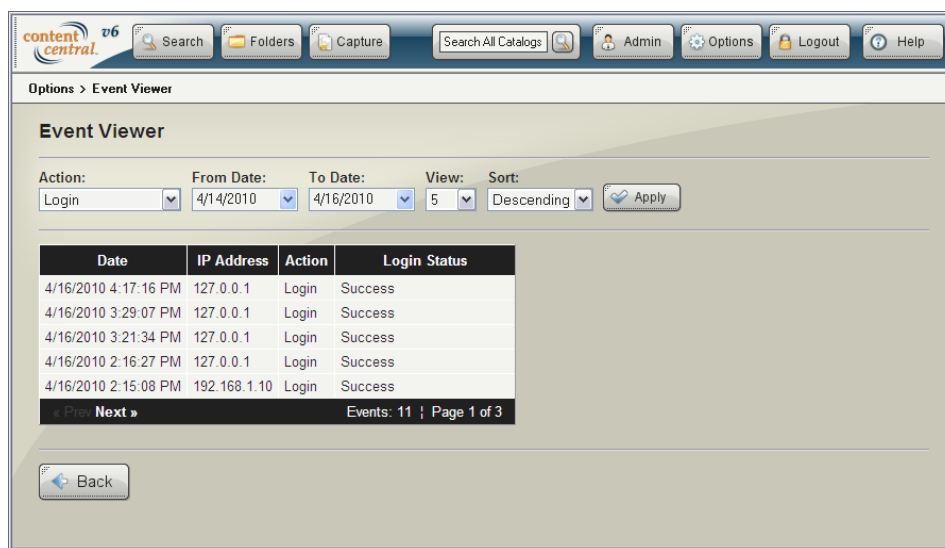 content central. v6 Search Folders Capture Search All Catalogs Admin Options Logout Help
Options > Event Viewer
Event Viewer
Action: From Date: To Date: View: Sort:
Login 4/14/2010 4/16/2010 5 Descending Apply
Date IP Address Action Login Status
4/16/2010 4:17:16 PM 127.0.0.1 Login Success
4/16/2010 3:29:07 PM 127.0.0.1 Login Success
4/16/2010 3:21:34 PM 127.0.0.1 Login Success
4/16/2010 2:16:27 PM 127.0.0.1 Login Success
4/16/2010 2:15:08 PM 192.168.1.10 Login Success
« Prev Next » Events: 11 ¦ Page 1 of 3
Back